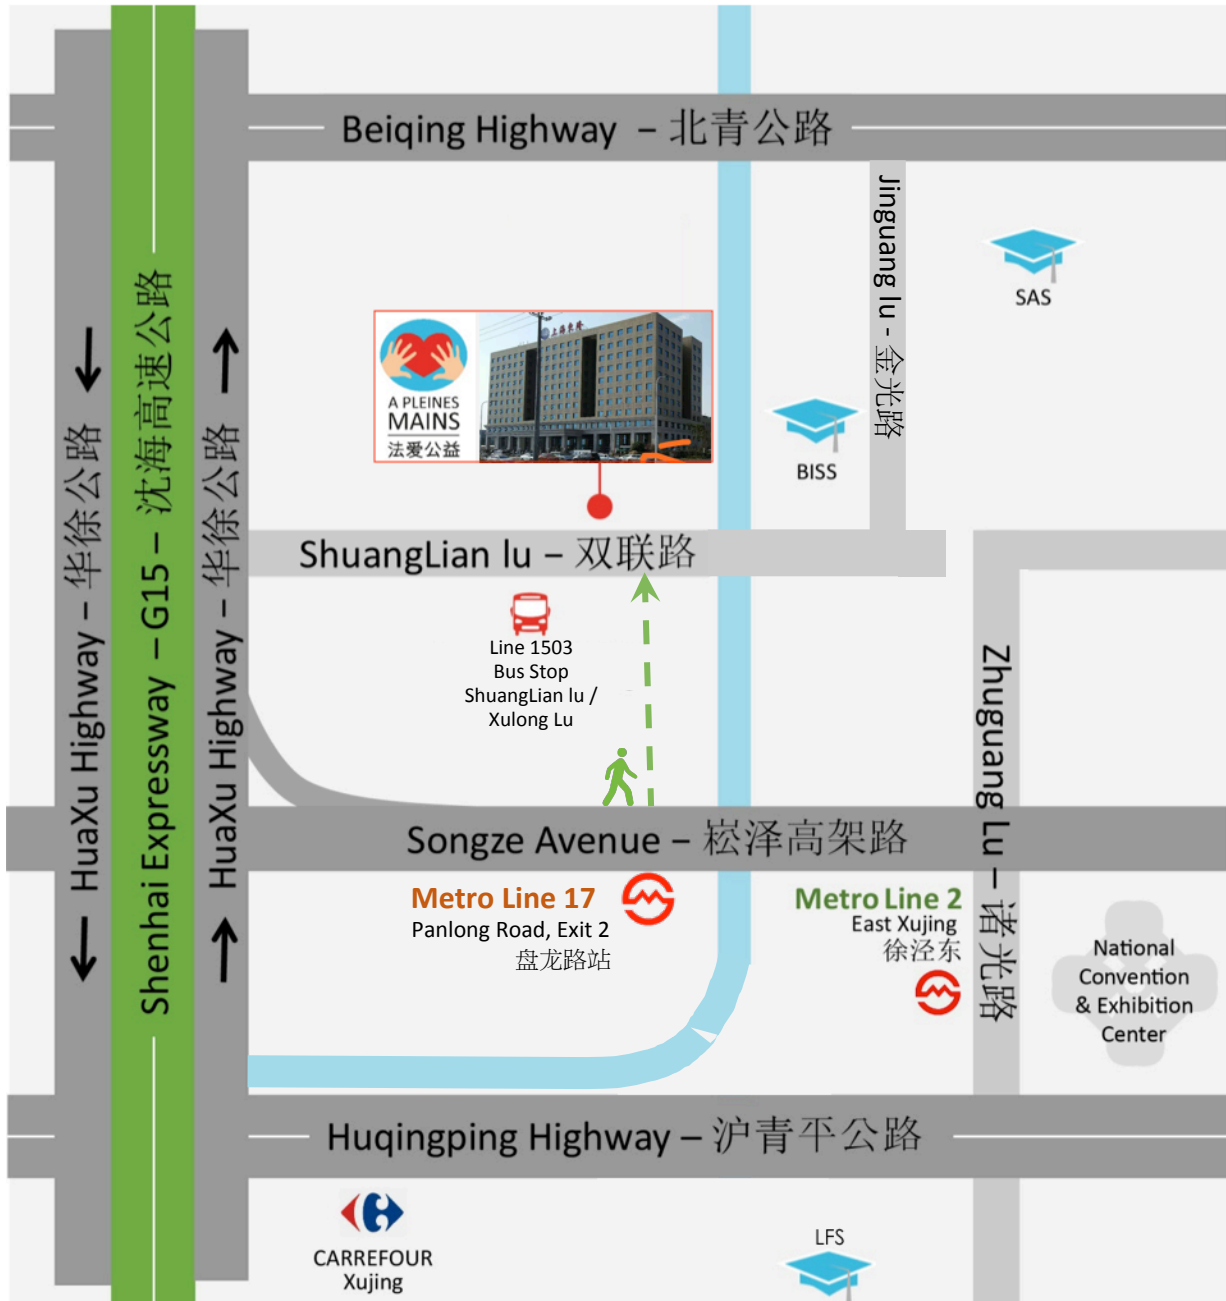 Beiqing Highway – 北青公路
Jinguang lu - 金光路
SAS
A PLEINES
MAINS
法爱公益
BISS
HuaXu Highway – 华徐公路
Shenhai Expressway – G15 – 沈海高速公路
HuaXu Highway – 华徐公路
ShuangLian lu – 双联路
Line 1503
Bus Stop
ShuangLian lu /
Xulong Lu
Zhuguang Lu – 诸光路
Songze Avenue – 崧泽高架路
Metro Line 17
Panlong Road, Exit 2
盘龙路站
Metro Line 2
East Xujing
徐泾东
National
Convention
& Exhibition
Center
Huqingping Highway – 沪青平公路
CARREFOUR
Xujing
LFS